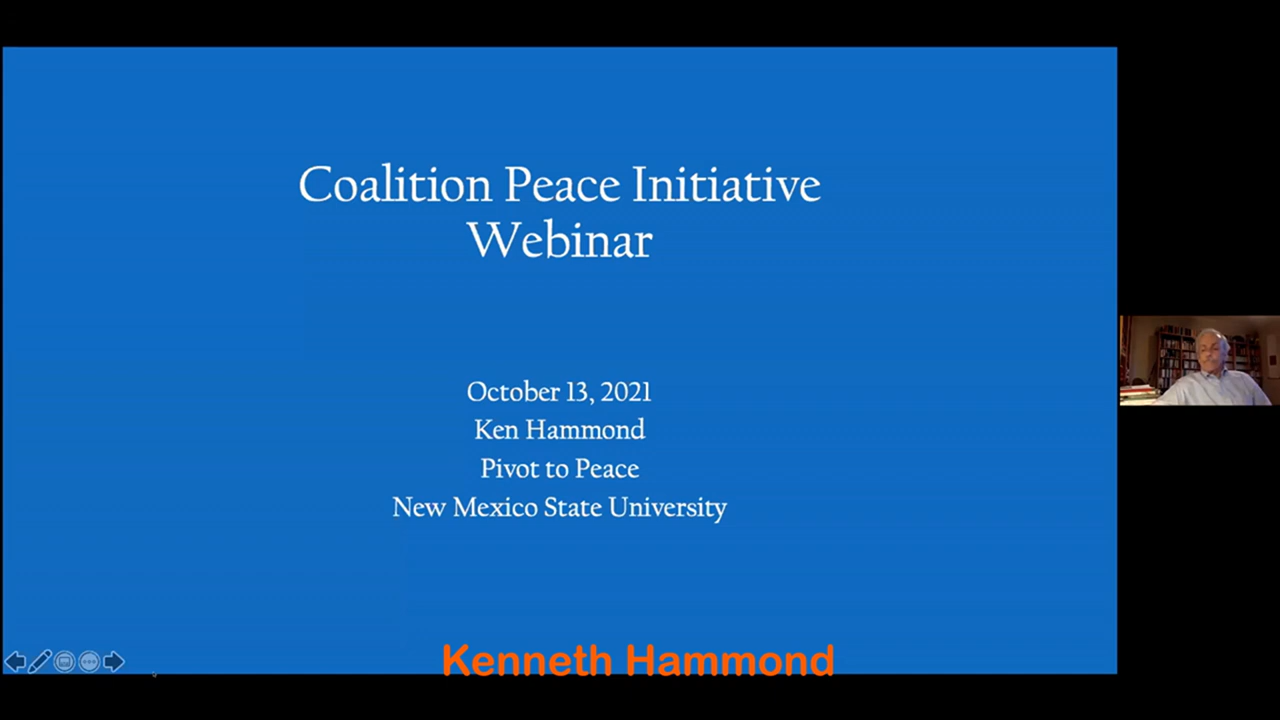 Coalition Peace Initiative
Webinar
October 13, 2021
Ken Hammond
Pivot to Peace
New Mexico State University
Kenneth Hammond